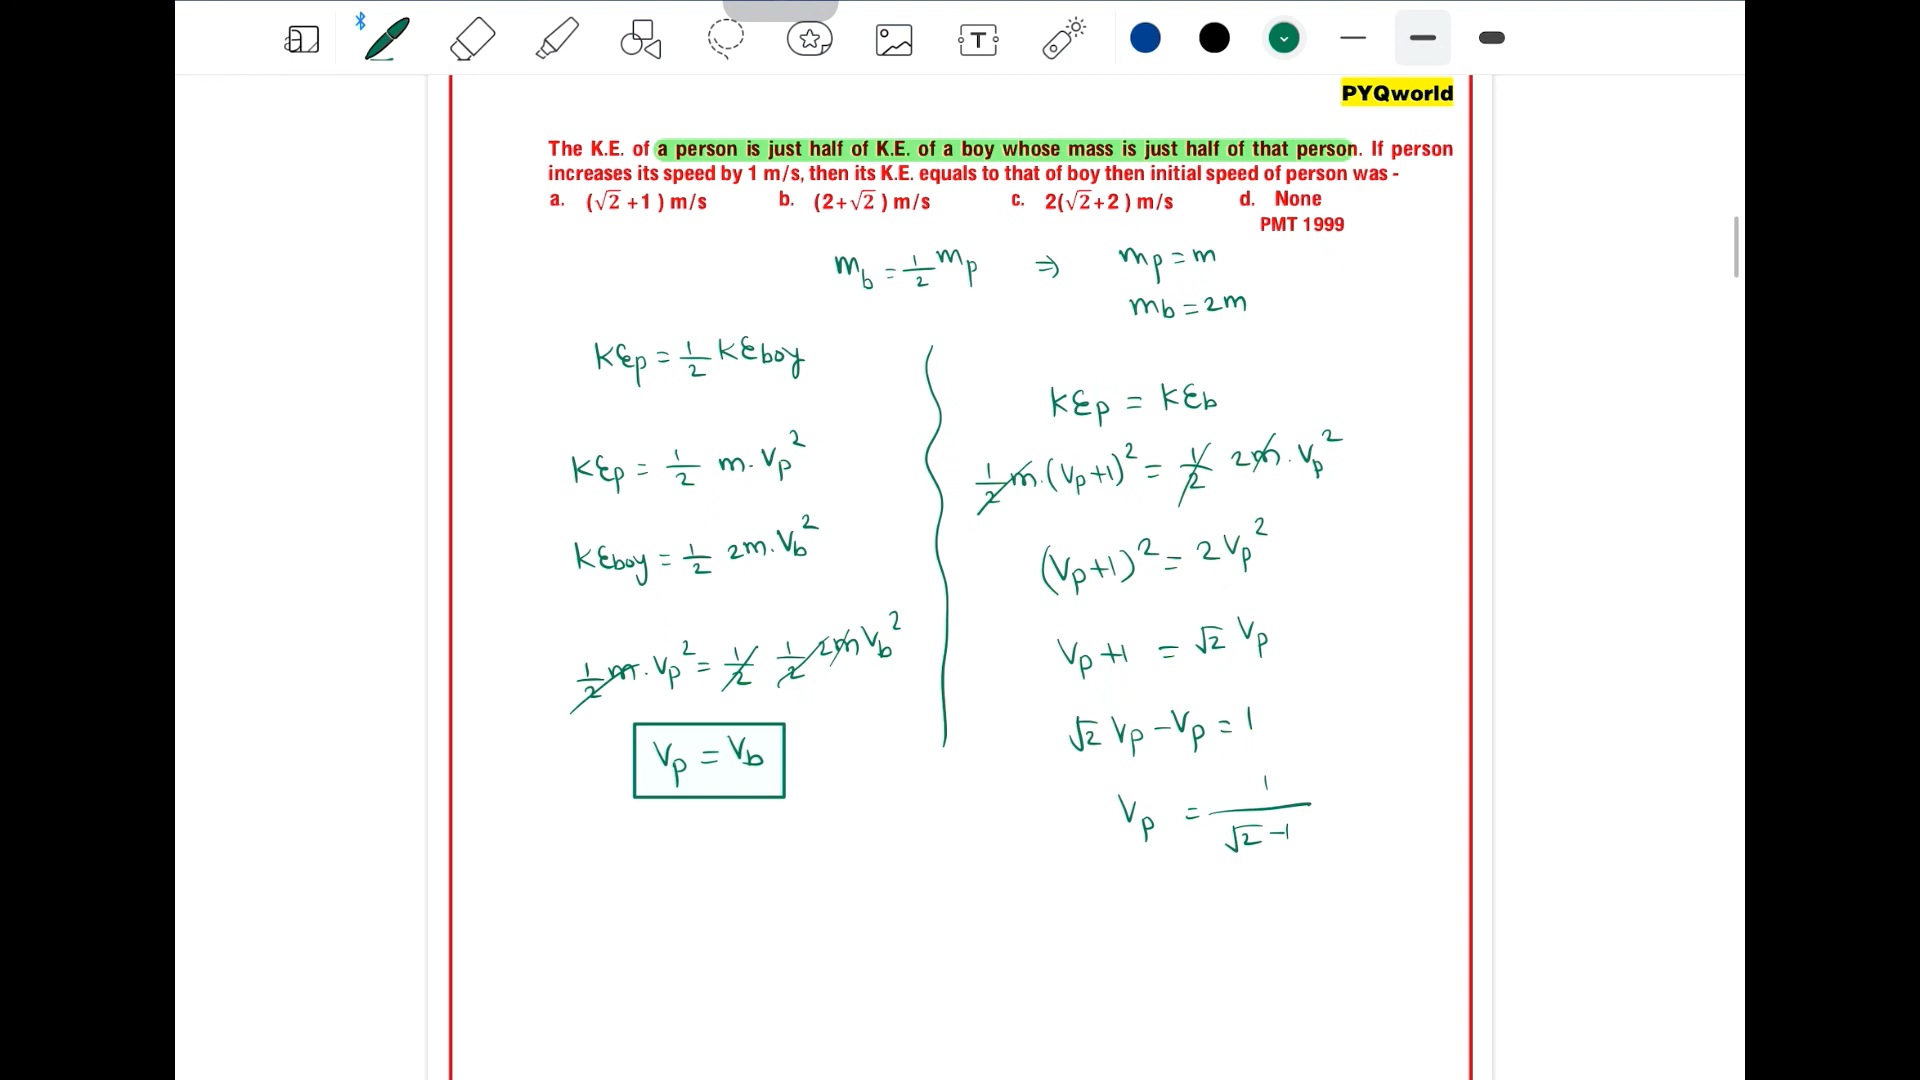 PYQworld
The K.E. of a person is just half of K.E. of a boy whose mass is just half of that person. If person
increases its speed by 1 m/s, then its K.E. equals to that of boy then initial speed of person was -
a. (√2 +1 ) m/s b. (2+√2 ) m/s c. 2(√2+2 ) m/s d. None
PMT 1999
m_b = 1/2 m_p ⇒ m_p = m
m_b = 2m
KE_p = 1/2 KE_boy
KE_p = 1/2 m. V_p^2
KE_boy = 1/2 2m. V_b^2
1/2 m. V_p^2 = 1/2 1/2 2m V_b^2
V_p = V_b
KE_p = KE_b
1/2 m. (V_p+1)^2 = 1/2 2m. V_p^2
(V_p+1)^2 = 2V_p^2
V_p+1 = √2 V_p
√2 V_p - V_p = 1
V_p = 1/(√2 -1)